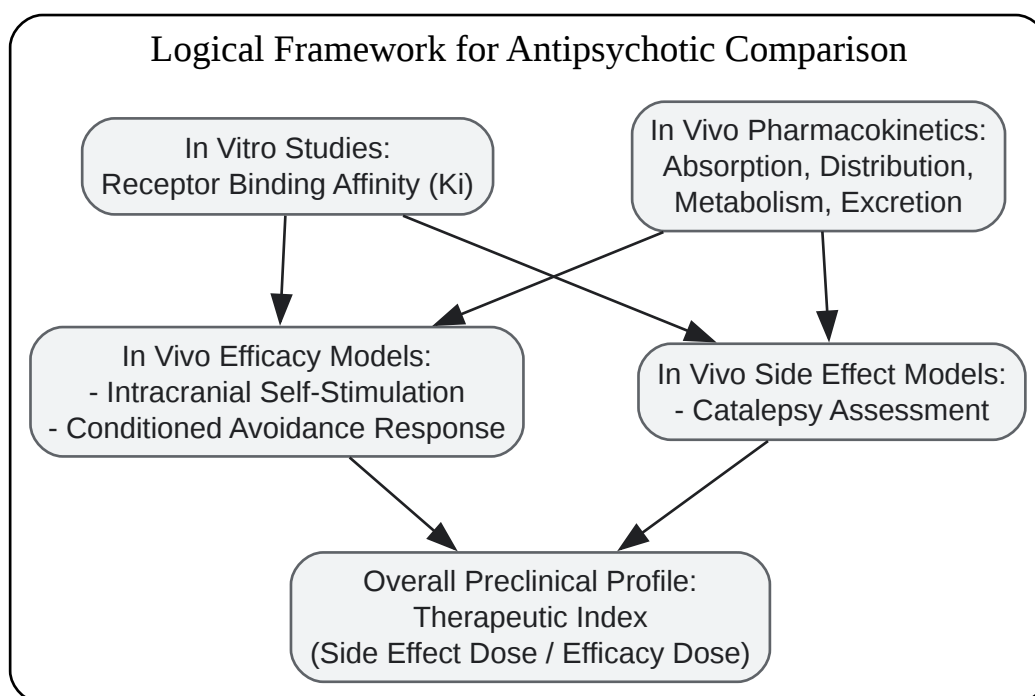 Logical Framework for Antipsychotic Comparison
In Vitro Studies:
Receptor Binding Affinity (Ki)
In Vivo Pharmacokinetics:
Absorption, Distribution,
Metabolism, Excretion
In Vivo Efficacy Models:
- Intracranial Self-Stimulation
- Conditioned Avoidance Response
In Vivo Side Effect Models:
- Catalepsy Assessment
Overall Preclinical Profile:
Therapeutic Index
(Side Effect Dose / Efficacy Dose)